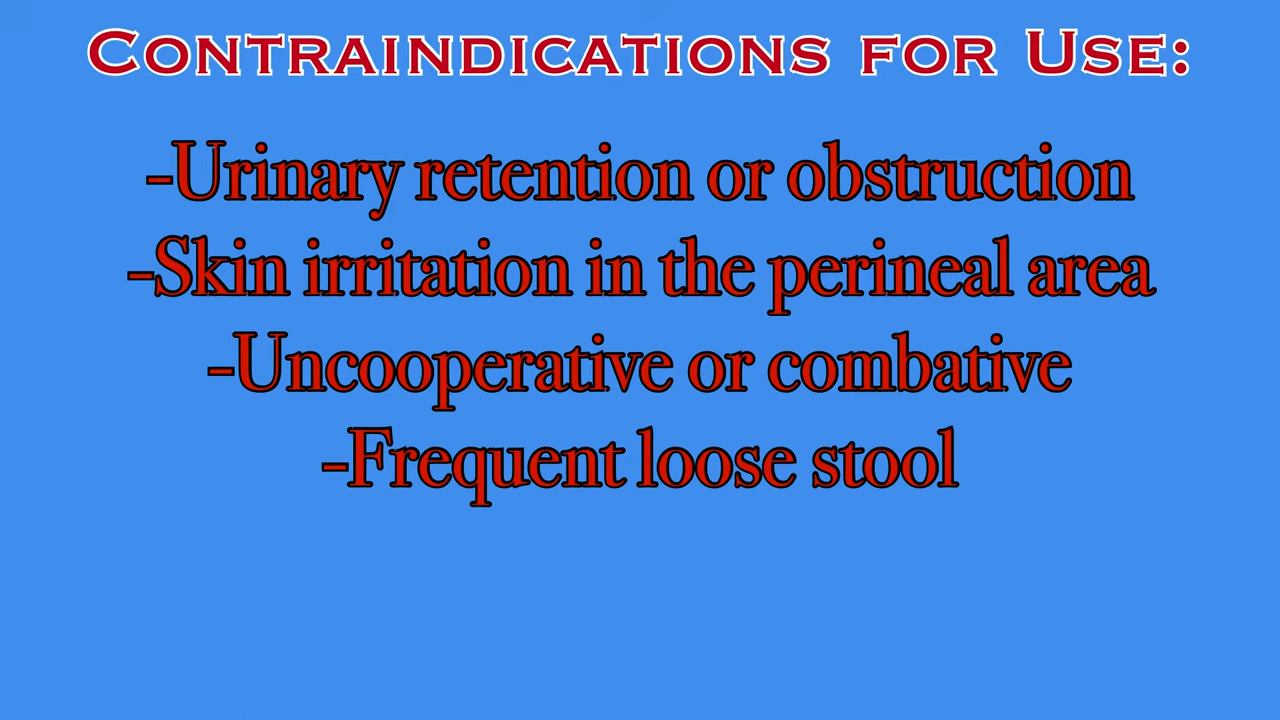 Contraindications for Use:
-Urinary retention or obstruction
-Skin irritation in the perineal area
-Uncooperative or combative
-Frequent loose stool